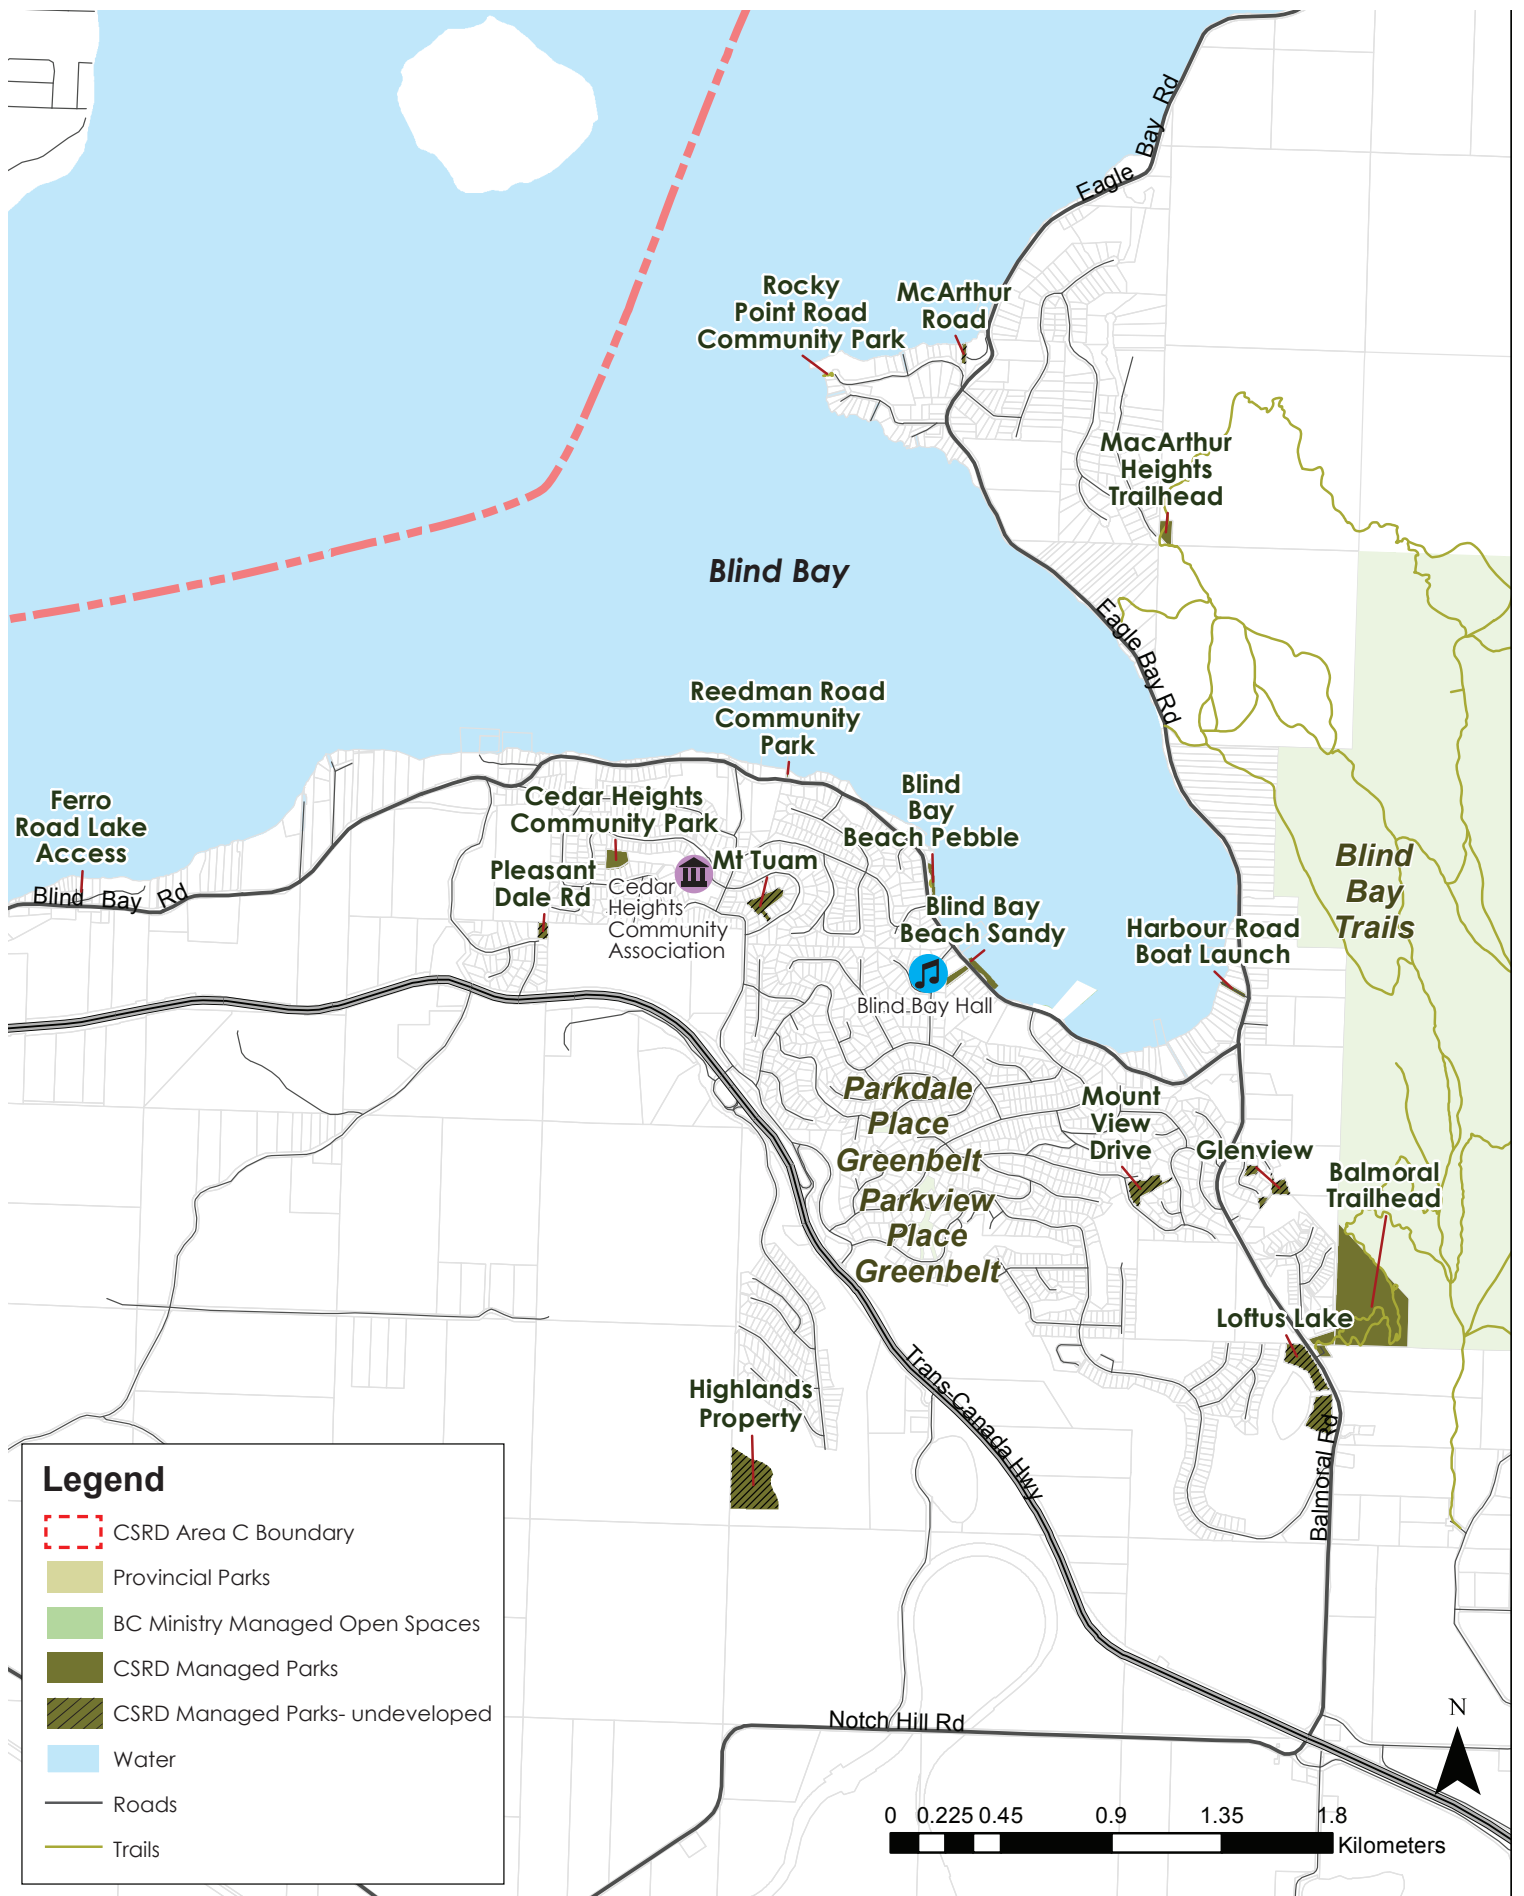 Eagle Bay Rd
Rocky
Point Road
Community Park
McArthur
Road
MacArthur
Heights
Trailhead
Blind Bay
Eagle Bay Rd
Reedman Road
Community
Park
Ferro
Road Lake
Access
Blind Bay Rd
Cedar Heights
Community Park
Pleasant
Dale Rd
Cedar
Heights
Community
Association
Mt Tuam
Blind
Bay
Beach Pebble
Blind Bay
Beach Sandy
Blind Bay Hall
Harbour Road
Boat Launch
Blind
Bay
Trails
Parkdale
Place
Greenbelt
Parkview
Place
Greenbelt
Mount
View
Drive
Glenview
Balmoral
Trailhead
Loftus Lake
Highlands
Property
Trans-Canada Hwy
Balmoral Rd
Notch Hill Rd
Legend
CSRD Area C Boundary
Provincial Parks
BC Ministry Managed Open Spaces
CSRD Managed Parks
CSRD Managed Parks- undeveloped
Water
Roads
Trails
N
0 0.225 0.45 0.9 1.35 1.8
Kilometers